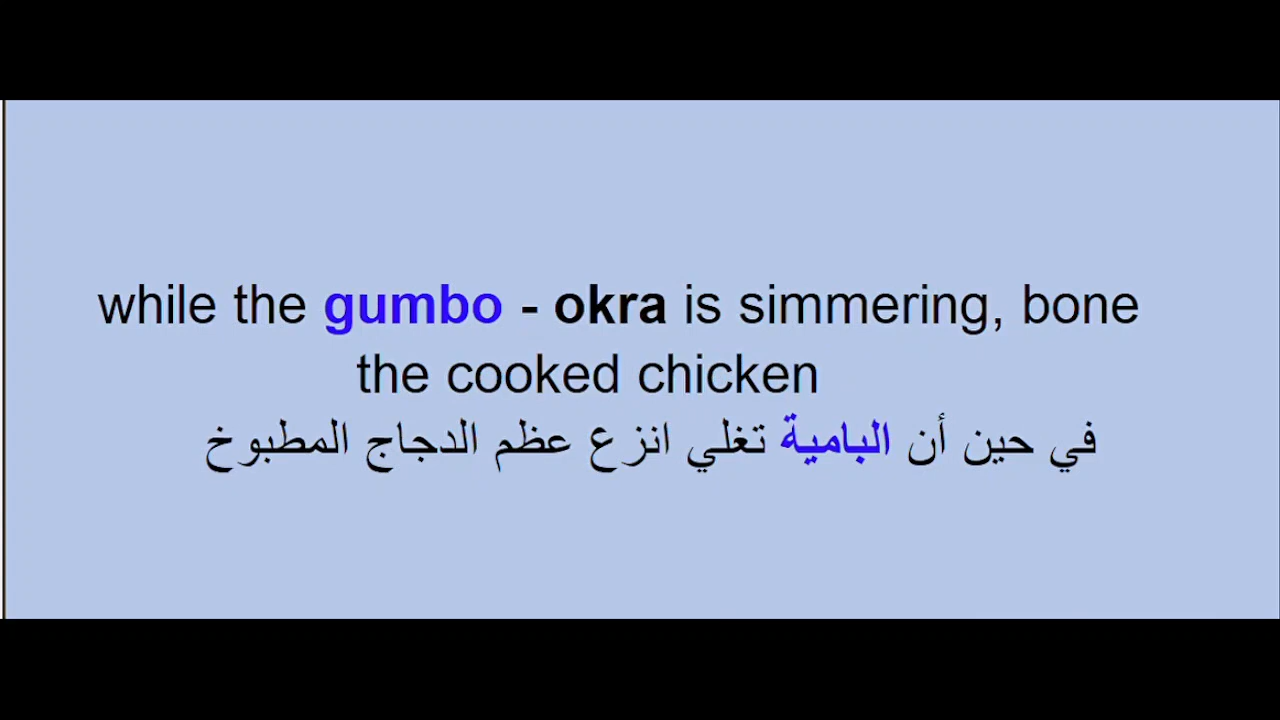 while the gumbo - okra is simmering, bone
the cooked chicken
في حين أن البامية تغلي انزع عظم الدجاج المطبوخ